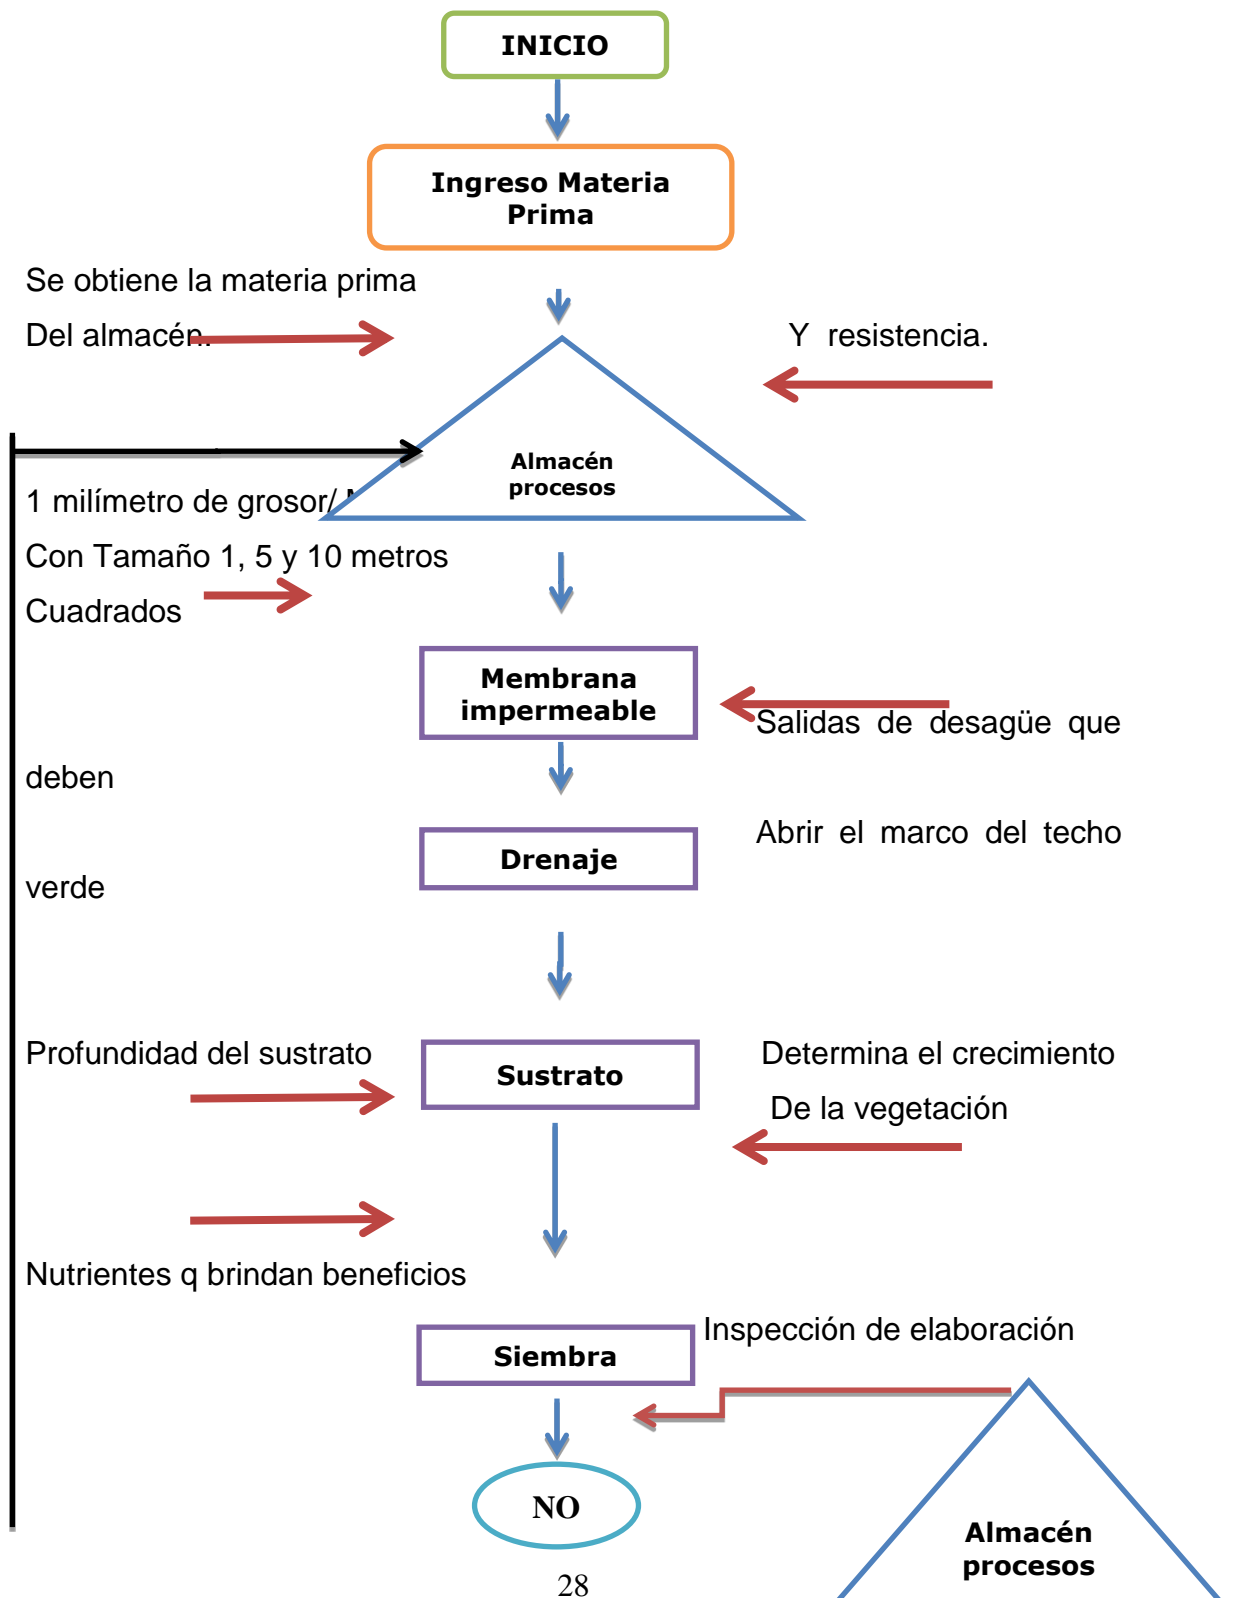 INICIO
Ingreso Materia
Prima
Se obtiene la materia prima
Del almacén.
Y resistencia.
Almacén
procesos
1 milímetro de grosor/
Con Tamaño 1, 5 y 10 metros
Cuadrados
Membrana
impermeable
Salidas de desagüe que
deben
Abrir el marco del techo
Drenaje
verde
Profundidad del sustrato
Sustrato
Determina el crecimiento
De la vegetación
Nutrientes q brindan beneficios
Inspección de elaboración
Siembra
NO
Almacén
procesos
28